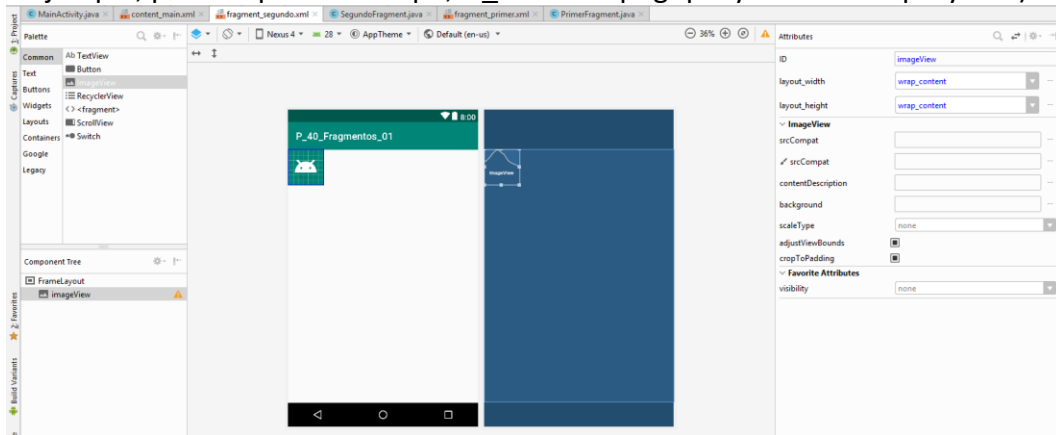 MainActivity.java
content_main.xml
fragment_segundo.xml
SegundoFragment.java
fragment_primer.xml
PrimerFragment.java
1: Project
Captures
2: Favorites
Build Variants
Palette
Common
Text
Buttons
Widgets
Layouts
Containers
Google
Legacy
Ab TextView
Button
ImageView
RecyclerView
<> <fragment>
ScrollView
Switch
Component Tree
FrameLayout
imageView
Nexus 4
28
AppTheme
Default (en-us)
36%
8:00
P_40_Fragmentos_01
ImageView
Attributes
ID imageView
layout_width wrap_content
layout_height wrap_content
ImageView
srcCompat
srcCompat
contentDescription
background
scaleType none
adjustViewBounds
cropToPadding
Favorite Attributes
visibility none